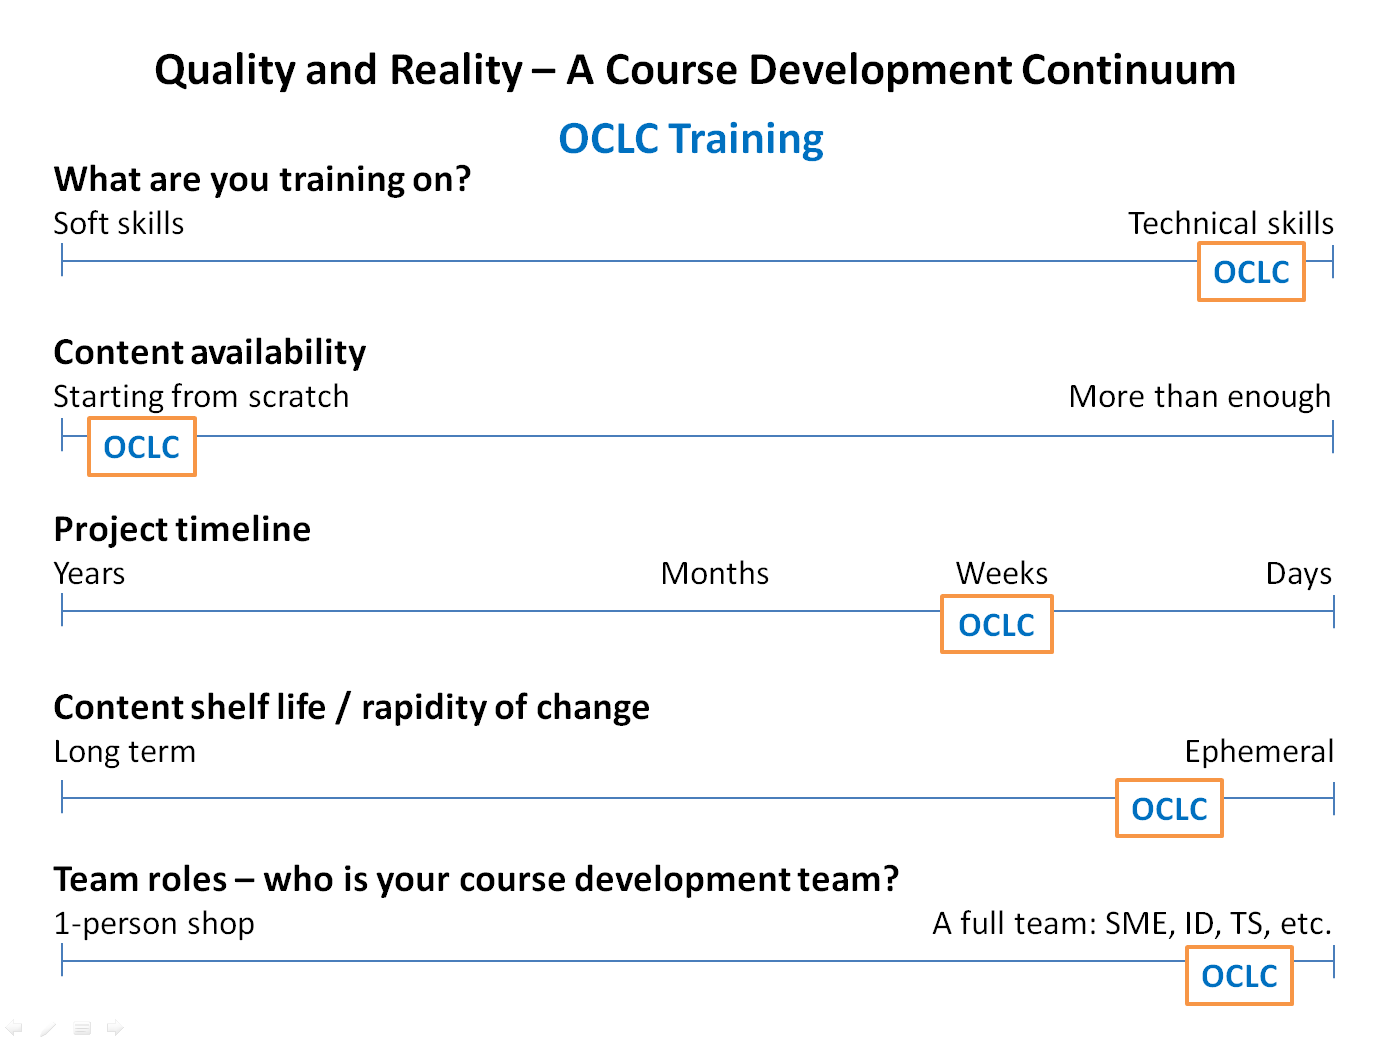 Quality and Reality – A Course Development Continuum
OCLC Training
What are you training on?
Soft skills Technical skills
OCLC
Content availability
Starting from scratch More than enough
OCLC
Project timeline
Years Months Weeks Days
OCLC
Content shelf life / rapidity of change
Long term Ephemeral
OCLC
Team roles – who is your course development team?
1-person shop A full team: SME, ID, TS, etc.
OCLC